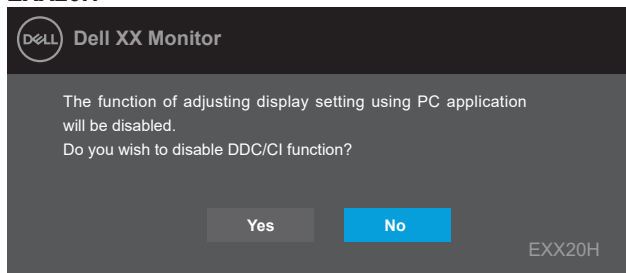 DELL Dell XX Monitor
The function of adjusting display setting using PC application
will be disabled.
Do you wish to disable DDC/CI function?
Yes No
EXX20H